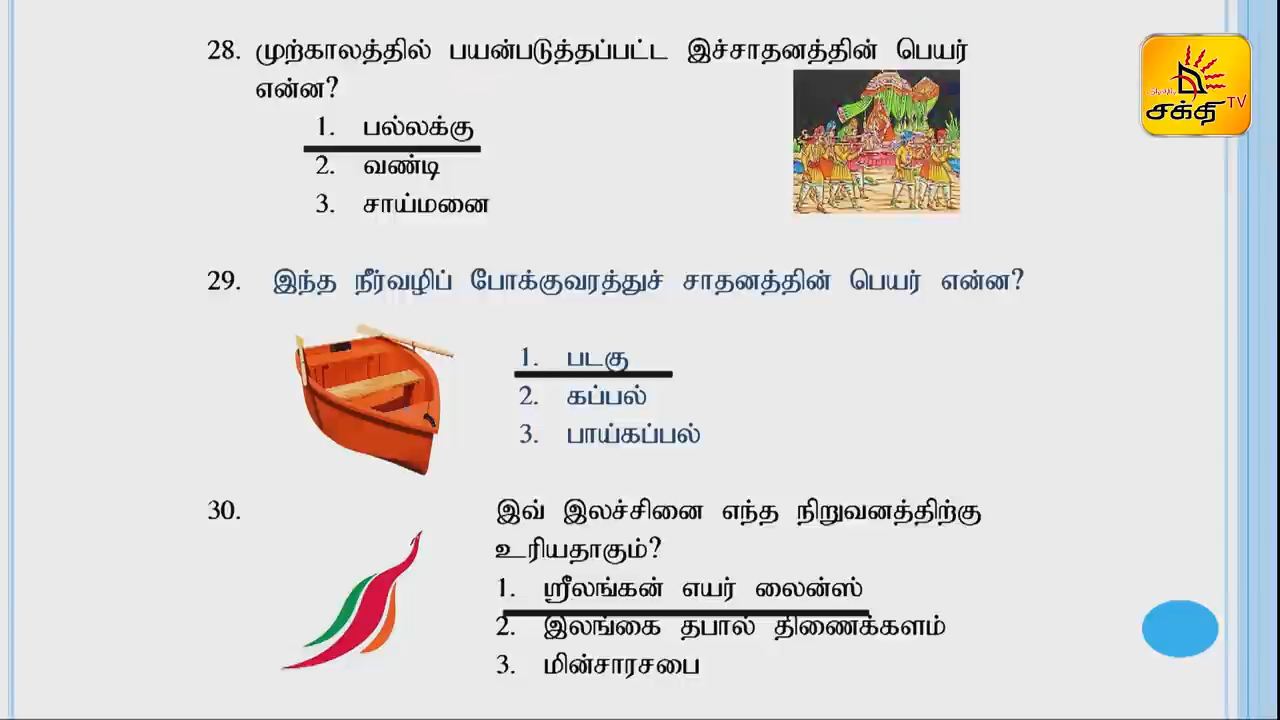 28. முற்காலத்தில் பயன்படுத்தப்பட்ட இச்சாதனத்தின் பெயர்
என்ன?
1. பல்லக்கு
2. வண்டி
3. சாய்மனை
29. இந்த நீர்வழிப் போக்குவரத்துச் சாதனத்தின் பெயர் என்ன?
1. படகு
2. கப்பல்
3. பாய்கப்பல்
30. இவ் இலச்சினை எந்த நிறுவனத்திற்கு
உரியதாகும்?
1. ஸ்ரீலங்கன் எயர் லைன்ஸ்
2. இலங்கை தபால் திணைக்களம்
3. மின்சாரசபை
சக்தி TV